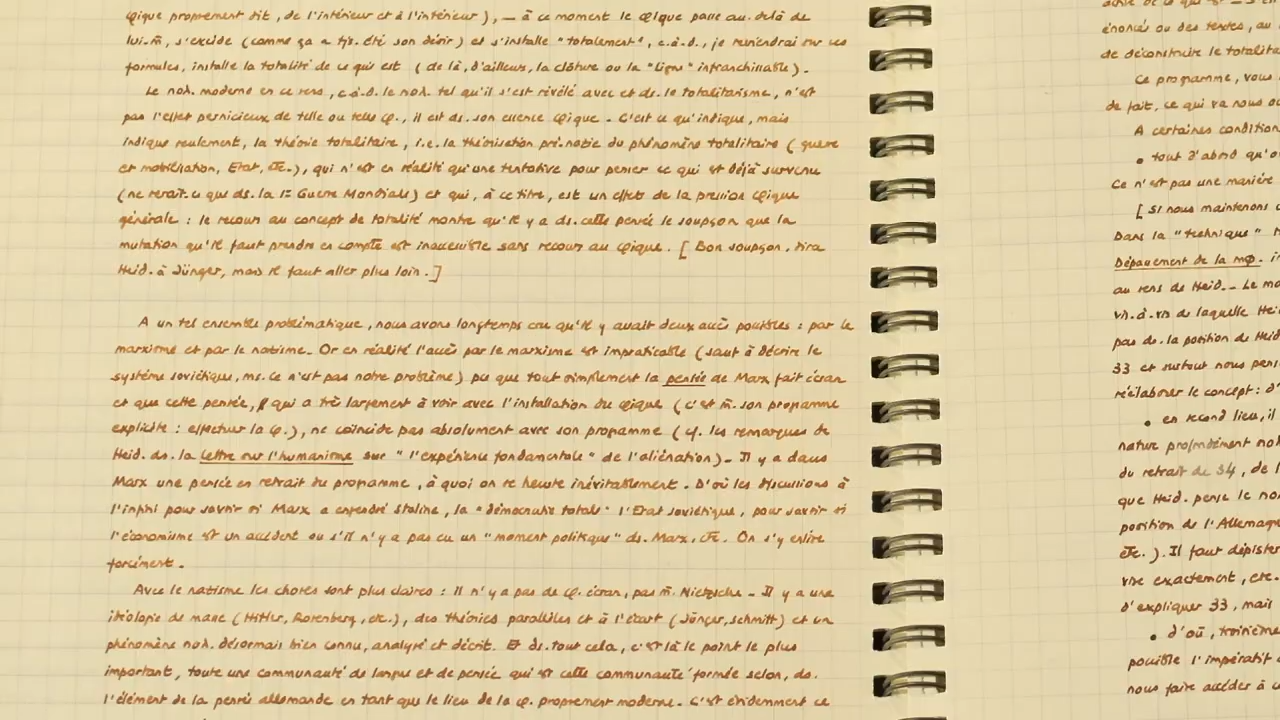 φique proprement dit, de l'intérieur et à l'intérieur), — à ce moment le φique passe au-delà de
lui-m̄, s'excède (comme ça a tjs. été son désir) et s'installe "totalement", c.à.d., je reviendrai sur ces
formules, installe la totalité de ce qui est (de là, d'ailleurs, la clôture ou la "ligne" infranchissable).
Le pol. moderne en ce sens, c.à.d. le pol. tel qu'il s'est révélé avec et ds. le totalitarisme, n'est
pas l'effet pernicieux de telle ou telle φ., il est ds. son essence φique. C'est ce qu'indique, mais
indique seulement, la théorie totalitaire, i.e. la théorisation pré-nazie du phénomène totalitaire (guerre
et mobilisation, Etat, etc.), qui n'est en réalité qu'une tentative pour penser ce qui est déjà survenu
(ne serait-ce que ds. la 1e Guerre Mondiale) et qui, à ce titre, est un effet de la pression φique
générale : le recours au concept de totalité montre qu'il y a ds. cette pensée le soupçon que la
mutation qu'il faut prendre en compte est inaccessible sans recours au φique. [Bon soupçon, dira
Heid. à Jünger, mais il faut aller plus loin.]
A un tel ensemble problématique, nous avons longtemps cru qu'il y avait deux accès possibles : par le
marxisme et par le nazisme. Or en réalité l'accès par le marxisme est impraticable (sauf à décrire le
système soviétique, ms. ce n'est pas notre problème) pcq que tout simplement la pensée de Marx fait écran
et que cette pensée, qui a très largement à voir avec l'installation du φique (c'est m̄. son programme
explicite : effectuer la φ.), ne coïncide pas absolument avec son programme (cf. les remarques de
Heid. ds. la Lettre sur l'humanisme sur "l'expérience fondamentale" de l'aliénation). Il y a dans
Marx une pensée en retrait du programme, à quoi on se heurte inévitablement. D'où les discussions à
l'infini pour savoir si Marx a engendré Staline, la "démocratie totale" l'Etat soviétique, pour savoir si
l'économisme est un accident ou s'il n'y a pas eu un "moment politique" ds. Marx, etc. On s'y enlise
forcément.
Avec le nazisme les choses sont plus claires : il n'y a pas de φ. écran, pas m̄. Nietzsche. Il y a une
idéologie de masse (Hitler, Rosenberg, etc.), des théories parallèles et à l'écart (Jünger, Schmitt) et un
phénomène pol. désormais bien connu, analysé et décrit. Et ds. tout cela, c'est là le point le plus
important, toute une communauté de langue et de pensée qui est cette communauté formée selon, ds.
l'élément de la pensée allemande en tant que le lieu de la φ. proprement moderne. C'est évidemment ce
énoncés ou des textes, au
de déconstruire le totalita
Ce programme, vous
de fait, ce qui va nous
A certaines condition
• tout d'abord qu'
Ce n'est pas une manière
[Si nous maintenons
Dans la "technique"
Dépassement de la mφ.
au sens de Heid. Le
vis-à-vis de laquelle Hei
pas ds. la position de Heid
33 et surtout nous pen
réélaborer le concept : d'
• en second lieu, il
nature profondément
du retrait de 34, de l'
que Heid. pense le
position de l'Allemag
etc.). Il faut dépister
vise exactement, etc.
d'expliquer 33, mais
• d'où, troisième
possible l'impératif
nous faire accéder à